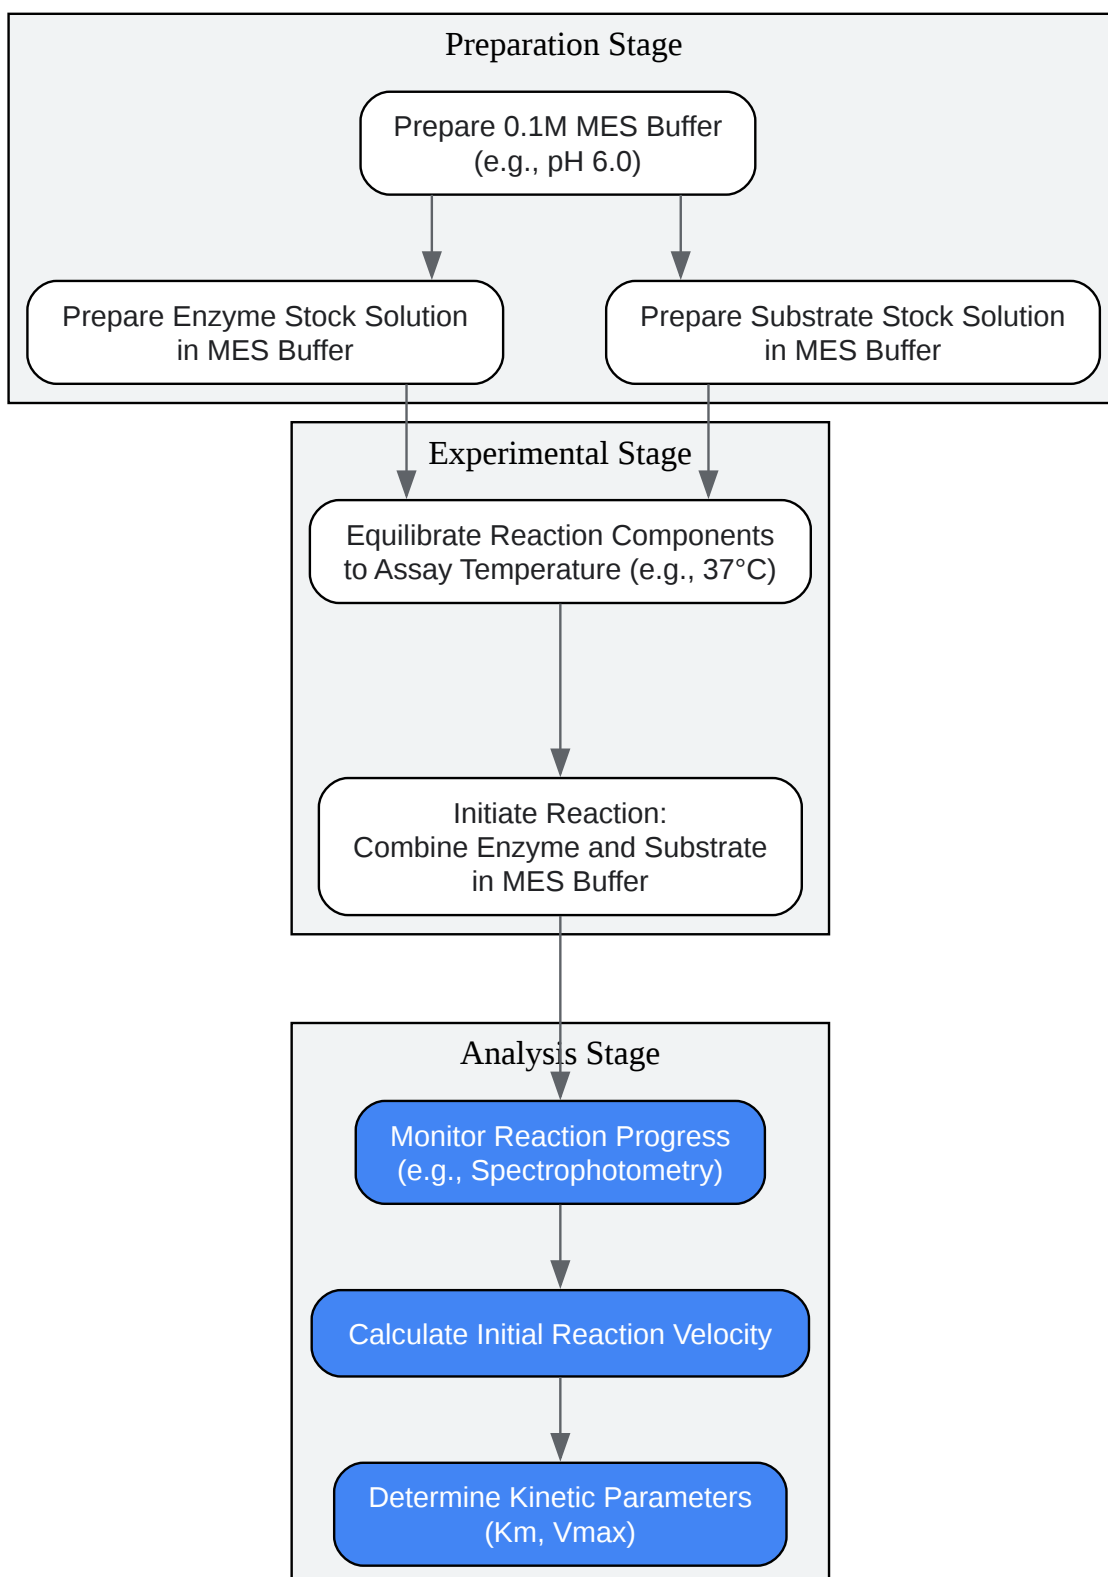 Preparation Stage
Prepare 0.1M MES Buffer
(e.g., pH 6.0)
Prepare Enzyme Stock Solution
in MES Buffer
Prepare Substrate Stock Solution
in MES Buffer
Experimental Stage
Equilibrate Reaction Components
to Assay Temperature (e.g., 37°C)
Initiate Reaction:
Combine Enzyme and Substrate
in MES Buffer
Analysis Stage
Monitor Reaction Progress
(e.g., Spectrophotometry)
Calculate Initial Reaction Velocity
Determine Kinetic Parameters
(Km, Vmax)